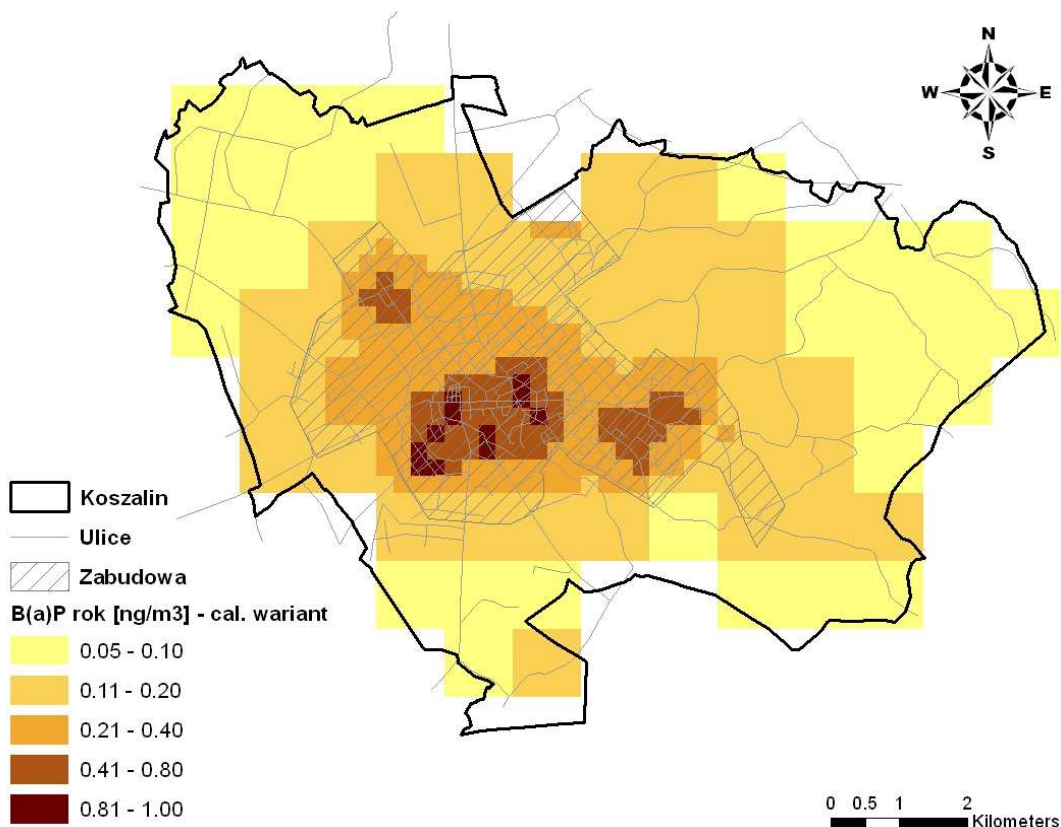 N
W E
S
Koszalin
Ulice
Zabudowa
B(a)P rok [ng/m3] - cal. wariant
0.05 - 0.10
0.11 - 0.20
0.21 - 0.40
0.41 - 0.80
0.81 - 1.00
0 0.5 1 2
Kilometers